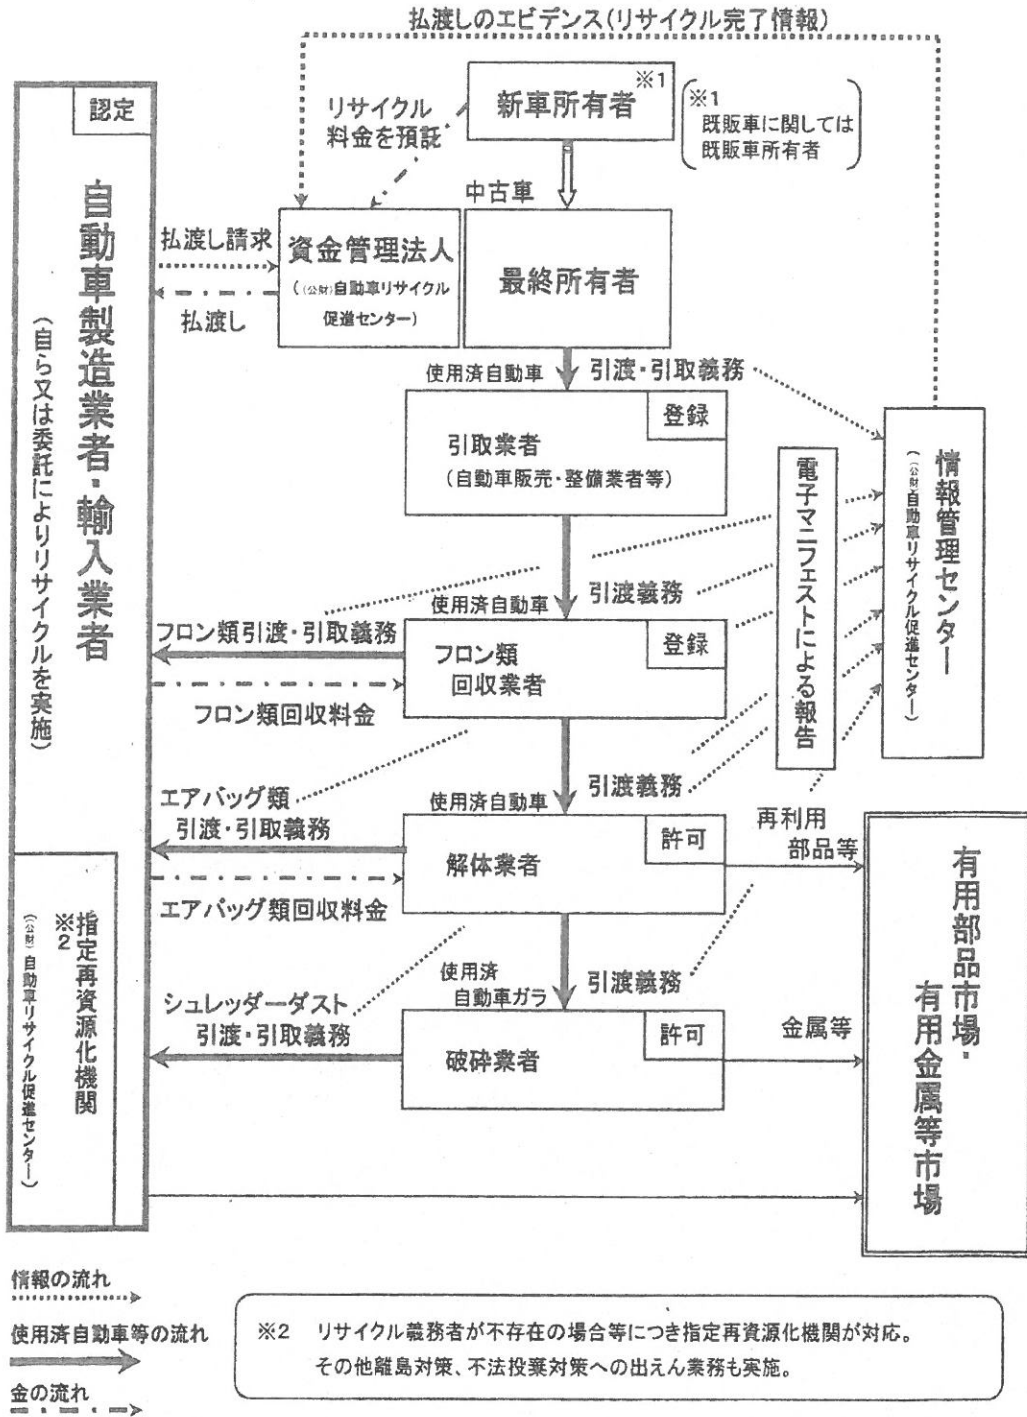 払渡しのエビデンス(リサイクル完了情報)
認定
自動車製造業者・輸入業者
(自ら又は委託によりリサイクルを実施)
リサイクル
料金を預託
新車所有者※1
※1
既販車に関しては
既販車所有者
中古車
払渡し請求
払渡し
資金管理法人
((公財)自動車リサイクル
促進センター)
最終所有者
使用済自動車
引渡・引取義務
登録
引取業者
(自動車販売・整備業者等)
電子マニフェストによる報告
情報管理センター
((公財)自動車リサイクル促進センター)
使用済自動車
引渡義務
フロン類引渡・引取義務
フロン類回収料金
登録
フロン類
回収業者
エアバッグ類
引渡・引取義務
エアバッグ類回収料金
使用済自動車
引渡義務
許可
解体業者
再利用
部品等
有用部品市場・
有用金属等市場
指定再資源化機関
※2
((公財)自動車リサイクル促進センター)
シュレッダーダスト
引渡・引取義務
使用済
自動車ガラ
引渡義務
許可
破砕業者
金属等
情報の流れ
使用済自動車等の流れ
金の流れ
※2 リサイクル義務者が不存在の場合等につき指定再資源化機関が対応。
その他離島対策、不法投棄対策への出えん業務も実施。